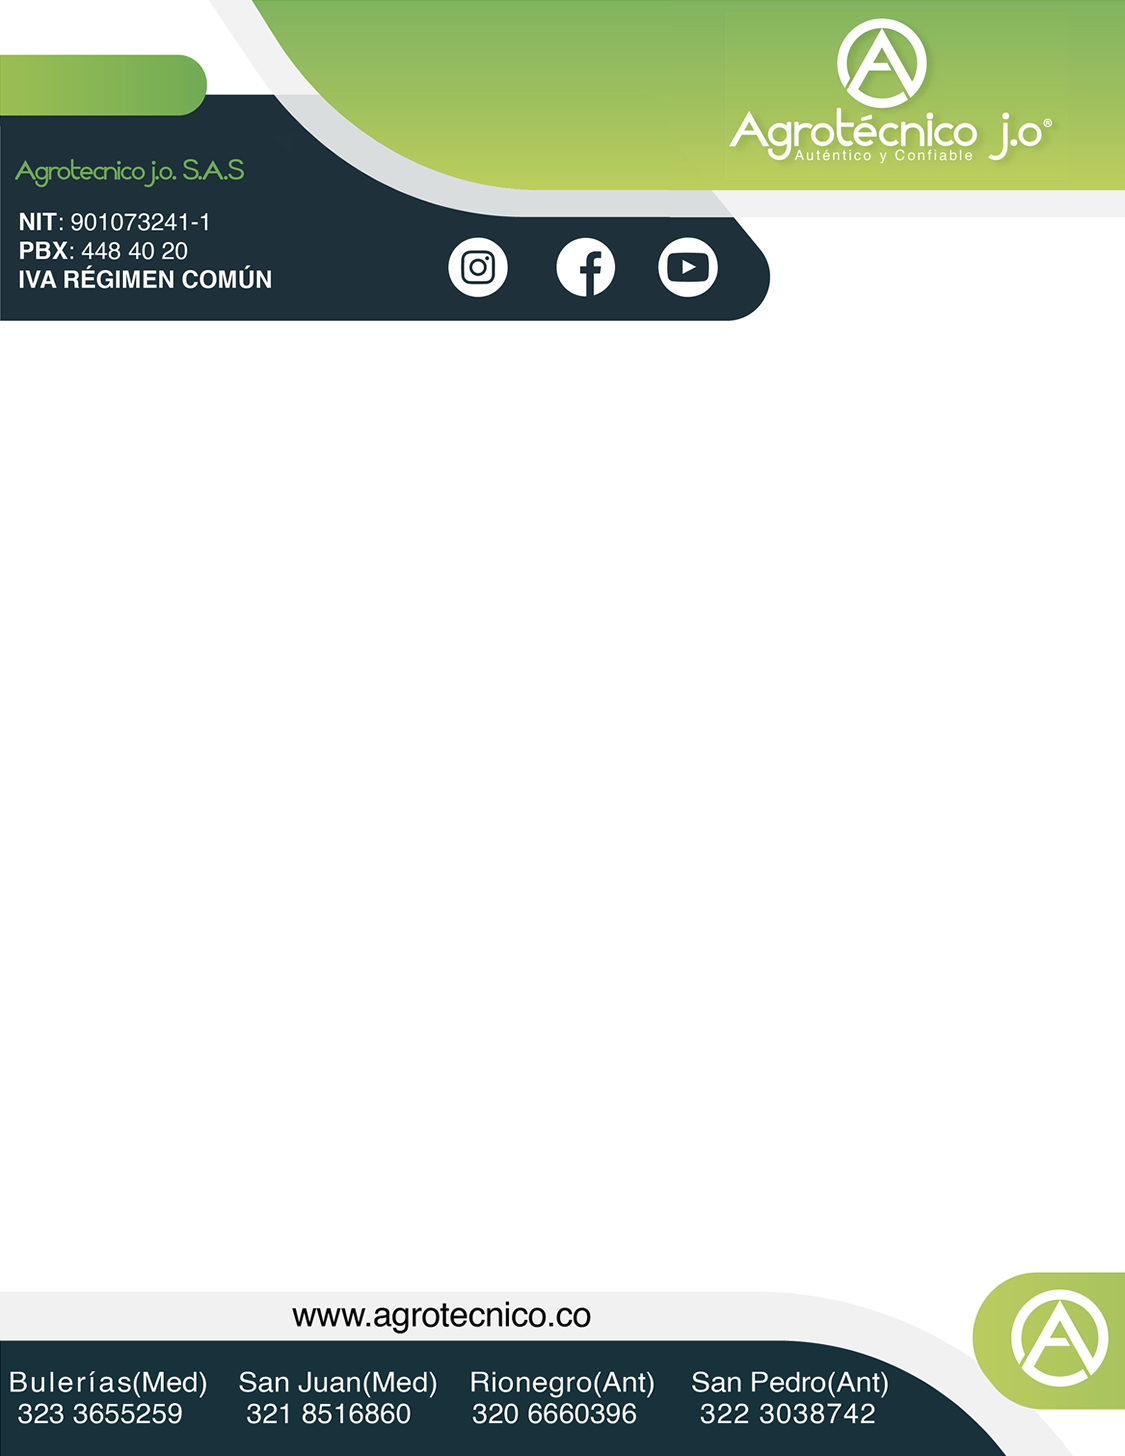 Agrotécnico j.o®
Auténtico y Confiable
Agrotecnico j.o. S.A.S
NIT: 901073241-1
PBX: 448 40 20
IVA RÉGIMEN COMÚN
www.agrotecnico.co
Bulerías(Med) San Juan(Med) Rionegro(Ant) San Pedro(Ant)
323 3655259 321 8516860 320 6660396 322 3038742